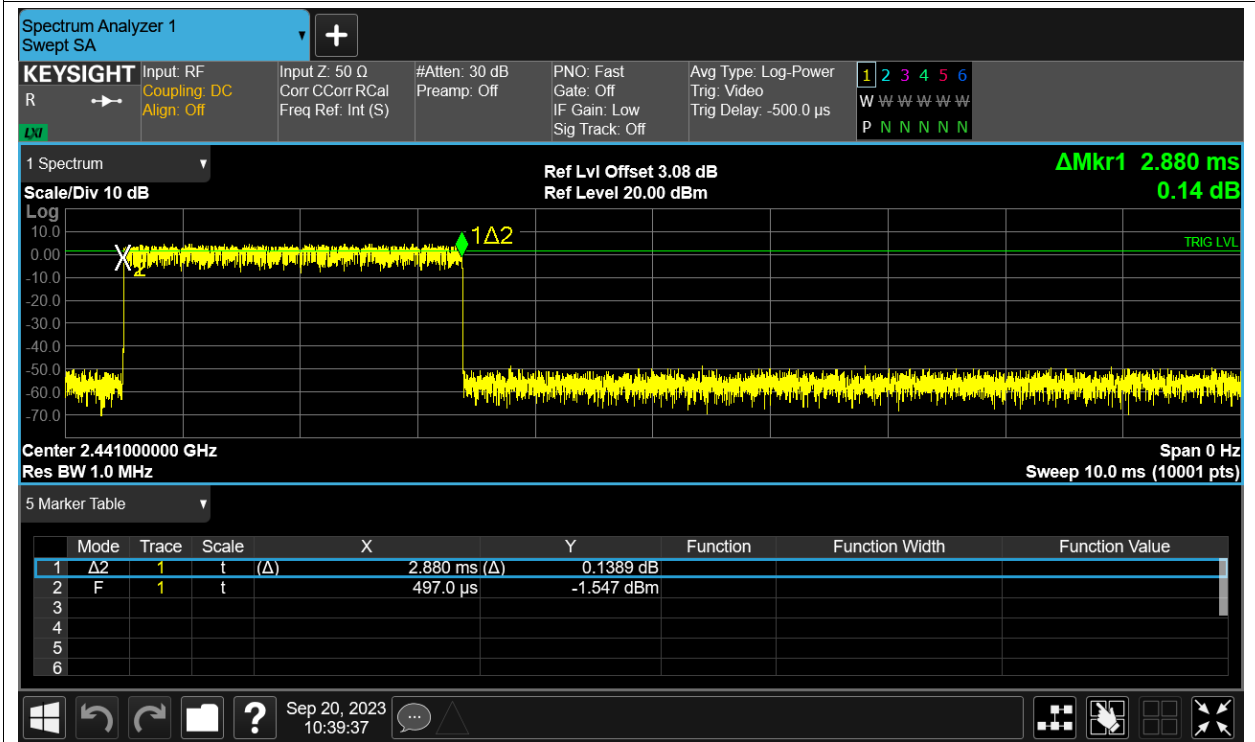 Spectrum Analyzer 1
Swept SA
KEYSIGHT Input: RF Input Z: 50 Ω #Atten: 30 dB PNO: Fast Avg Type: Log-Power 1 2 3 4 5 6
R Coupling: DC Corr CCorr RCal Preamp: Off Gate: Off Trig: Video W W W W W W
Align: Off Freq Ref: Int (S) IF Gain: Low Trig Delay: -500.0 µs
LXI Sig Track: Off P N N N N N
1 Spectrum Ref Lvl Offset 3.08 dB ΔMkr1 2.880 ms
Scale/Div 10 dB Ref Level 20.00 dBm 0.14 dB
Log
10.0 1Δ2
TRIG LVL
0.00 X
2
-10.0
-20.0
-30.0
-40.0
-50.0
-60.0
-70.0
Center 2.441000000 GHz Span 0 Hz
Res BW 1.0 MHz Sweep 10.0 ms (10001 pts)
5 Marker Table
Mode Trace Scale X Y Function Function Width Function Value
1 Δ2 1 t (Δ) 2.880 ms (Δ) 0.1389 dB
2 F 1 t 497.0 µs -1.547 dBm
3
4
5
6
? Sep 20, 2023
10:39:37